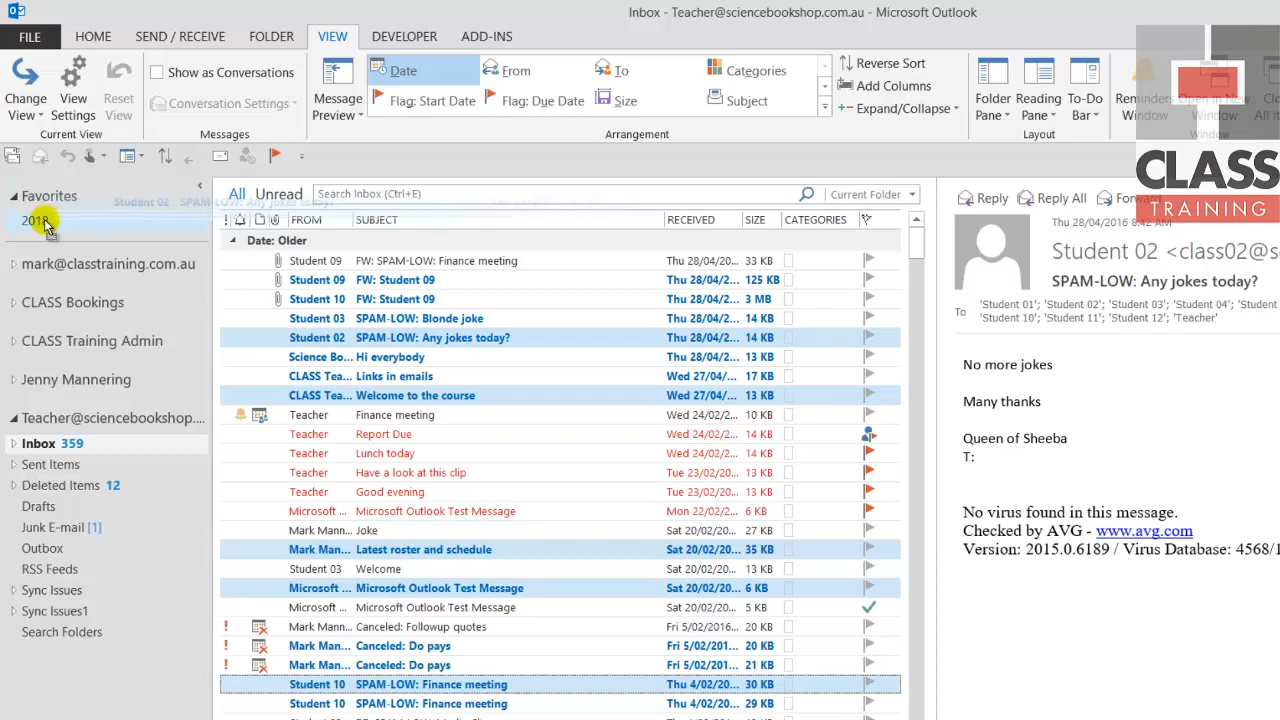 Inbox - Teacher@sciencebookshop.com.au - Microsoft Outlook
FILE HOME SEND / RECEIVE FOLDER VIEW DEVELOPER ADD-INS
Show as Conversations
Conversation Settings
Change View
View Settings
Reset View
Current View
Messages
Message Preview
Date From To Categories
Flag: Start Date Flag: Due Date Size Subject
Arrangement
Reverse Sort
Add Columns
Expand/Collapse
Folder Pane
Reading Pane
To-Do Bar
Layout
Reminders Window
Open in New Window
Close All
Window
CLASS
TRAINING
Favorites
2018
mark@classtraining.com.au
CLASS Bookings
CLASS Training Admin
Jenny Mannering
Teacher@sciencebookshop....
Inbox 359
Sent Items
Deleted Items 12
Drafts
Junk E-mail [1]
Outbox
RSS Feeds
Sync Issues
Sync Issues1
Search Folders
Student 02 SPAM-LOW: Any jokes today?
All Unread Search Inbox (Ctrl+E) Current Folder
FROM SUBJECT RECEIVED SIZE CATEGORIES
Date: Older
Student 09 FW: SPAM-LOW: Finance meeting Thu 28/04/2... 33 KB
Student 09 FW: Student 09 Thu 28/04/2... 125 KB
Student 10 FW: Student 09 Thu 28/04/2... 3 MB
Student 03 SPAM-LOW: Blonde joke Thu 28/04/2... 14 KB
Student 02 SPAM-LOW: Any jokes today? Thu 28/04/2... 14 KB
Science Bo... Hi everybody Thu 28/04/2... 13 KB
CLASS Tea... Links in emails Wed 27/04/... 17 KB
CLASS Tea... Welcome to the course Wed 27/04/... 13 KB
Teacher Finance meeting Wed 24/02/2... 10 KB
Teacher Report Due Wed 24/02/2... 14 KB
Teacher Lunch today Wed 24/02/2... 14 KB
Teacher Have a look at this clip Tue 23/02/20... 13 KB
Teacher Good evening Tue 23/02/20... 13 KB
Microsoft ... Microsoft Outlook Test Message Mon 22/02/2... 6 KB
Mark Mann... Joke Sat 20/02/20... 27 KB
Mark Man... Latest roster and schedule Sat 20/02/20... 35 KB
Student 03 Welcome Sat 20/02/20... 13 KB
Microsoft ... Microsoft Outlook Test Message Sat 20/02/20... 6 KB
Microsoft ... Microsoft Outlook Test Message Sat 20/02/20... 5 KB
Mark Mann... Canceled: Followup quotes Fri 5/02/2016... 20 KB
Mark Man... Canceled: Do pays Fri 5/02/201... 20 KB
Mark Man... Canceled: Do pays Fri 5/02/201... 21 KB
Student 10 SPAM-LOW: Finance meeting Thu 4/02/20... 30 KB
Student 10 SPAM-LOW: Finance meeting Thu 4/02/20... 29 KB
Reply Reply All Forward
Thu 28/04/2016 8:42 AM
Student 02 <class02@s
SPAM-LOW: Any jokes today?
To 'Student 01'; 'Student 02'; 'Student 03'; 'Student 04'; 'Student
'Student 10'; 'Student 11'; 'Student 12'; 'Teacher'
No more jokes
Many thanks
Queen of Sheeba
T:
No virus found in this message.
Checked by AVG - www.avg.com
Version: 2015.0.6189 / Virus Database: 4568/1